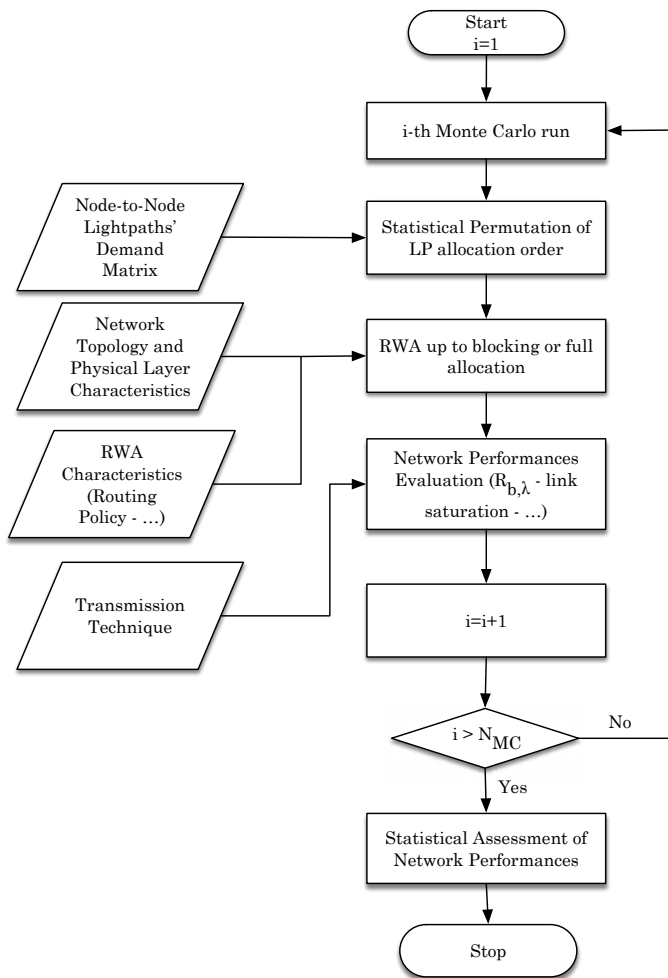 Start
i=1
i-th Monte Carlo run
Node-to-Node
Lightpaths'
Demand
Matrix
Statistical Permutation of
LP allocation order
Network
Topology and
Physical Layer
Characteristics
RWA up to blocking or full
allocation
RWA
Characteristics
(Routing
Policy - ...)
Network Performances
Evaluation (R_b,λ - link
saturation - ...)
Transmission
Technique
i=i+1
i > N_MC
No
Yes
Statistical Assessment of
Network Performances
Stop